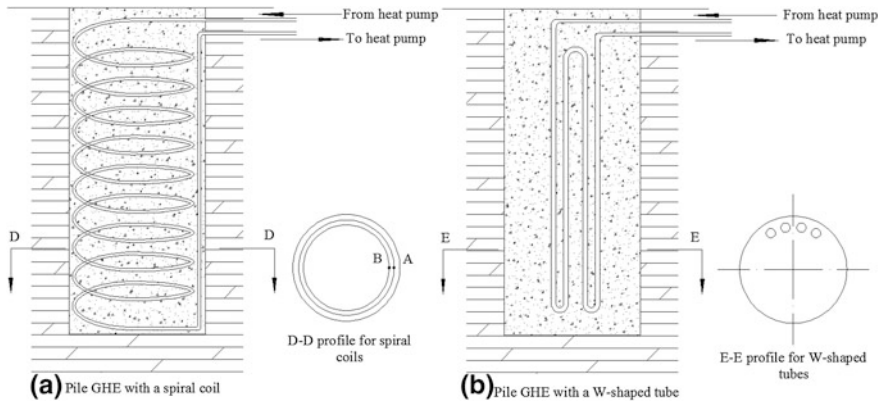 From heat pump
To heat pump
D
D
B
A
D-D profile for spiral
coils
(a) Pile GHE with a spiral coil
From heat pump
To heat pump
E
E
E-E profile for W-shaped
tubes
(b) Pile GHE with a W-shaped tube